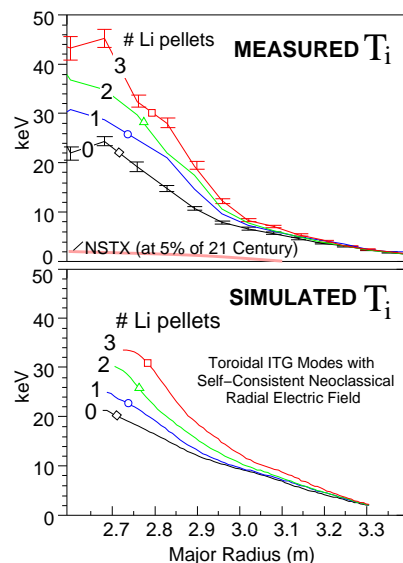 50
# Li pellets
MEASURED Ti
40
3
30
2
keV
1
20
0
10
NSTX (at 5% of 21 Century)
0
SIMULATED Ti
50
# Li pellets
40
3
Toroidal ITG Modes with
30
2
Self-Consistent Neoclassical
keV
1
Radial Electric Field
20
0
10
0
2.7 2.8 2.9 3.0 3.1 3.2 3.3
Major Radius (m)